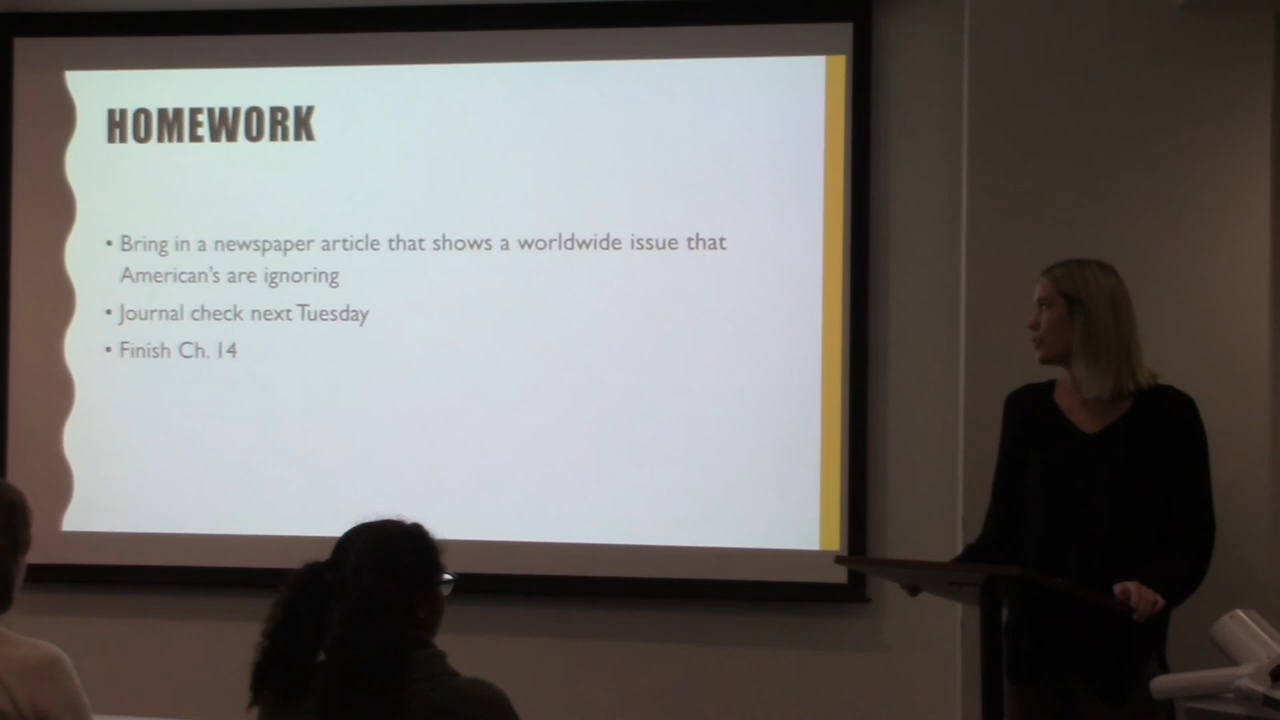 HOMEWORK
• Bring in a newspaper article that shows a worldwide issue that
American's are ignoring
• Journal check next Tuesday
• Finish Ch. 14